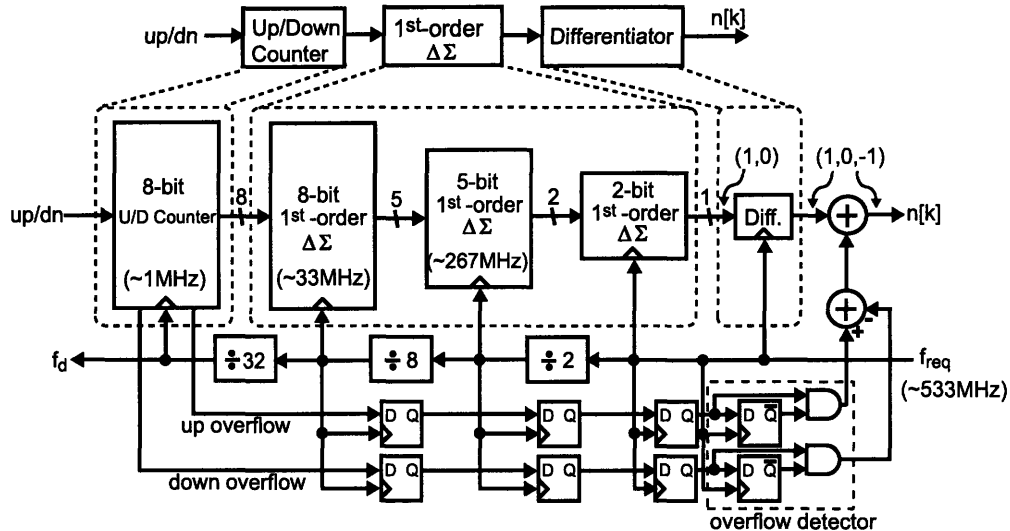 up/dn
Up/Down
Counter
1st-order
ΔΣ
Differentiator
n[k]
up/dn
8-bit
U/D Counter
(~1MHz)
8
8-bit
1st-order
ΔΣ
(~33MHz)
5
5-bit
1st-order
ΔΣ
(~267MHz)
2
2-bit
1st-order
ΔΣ
1
(1,0)
Diff.
(1,0,-1)
+
n[k]
+
+
-
fd
÷32
÷8
÷2
freq
(~533MHz)
up overflow
D Q
D Q
D Q
D Q̅
down overflow
D Q
D Q
D Q
D Q̅
overflow detector